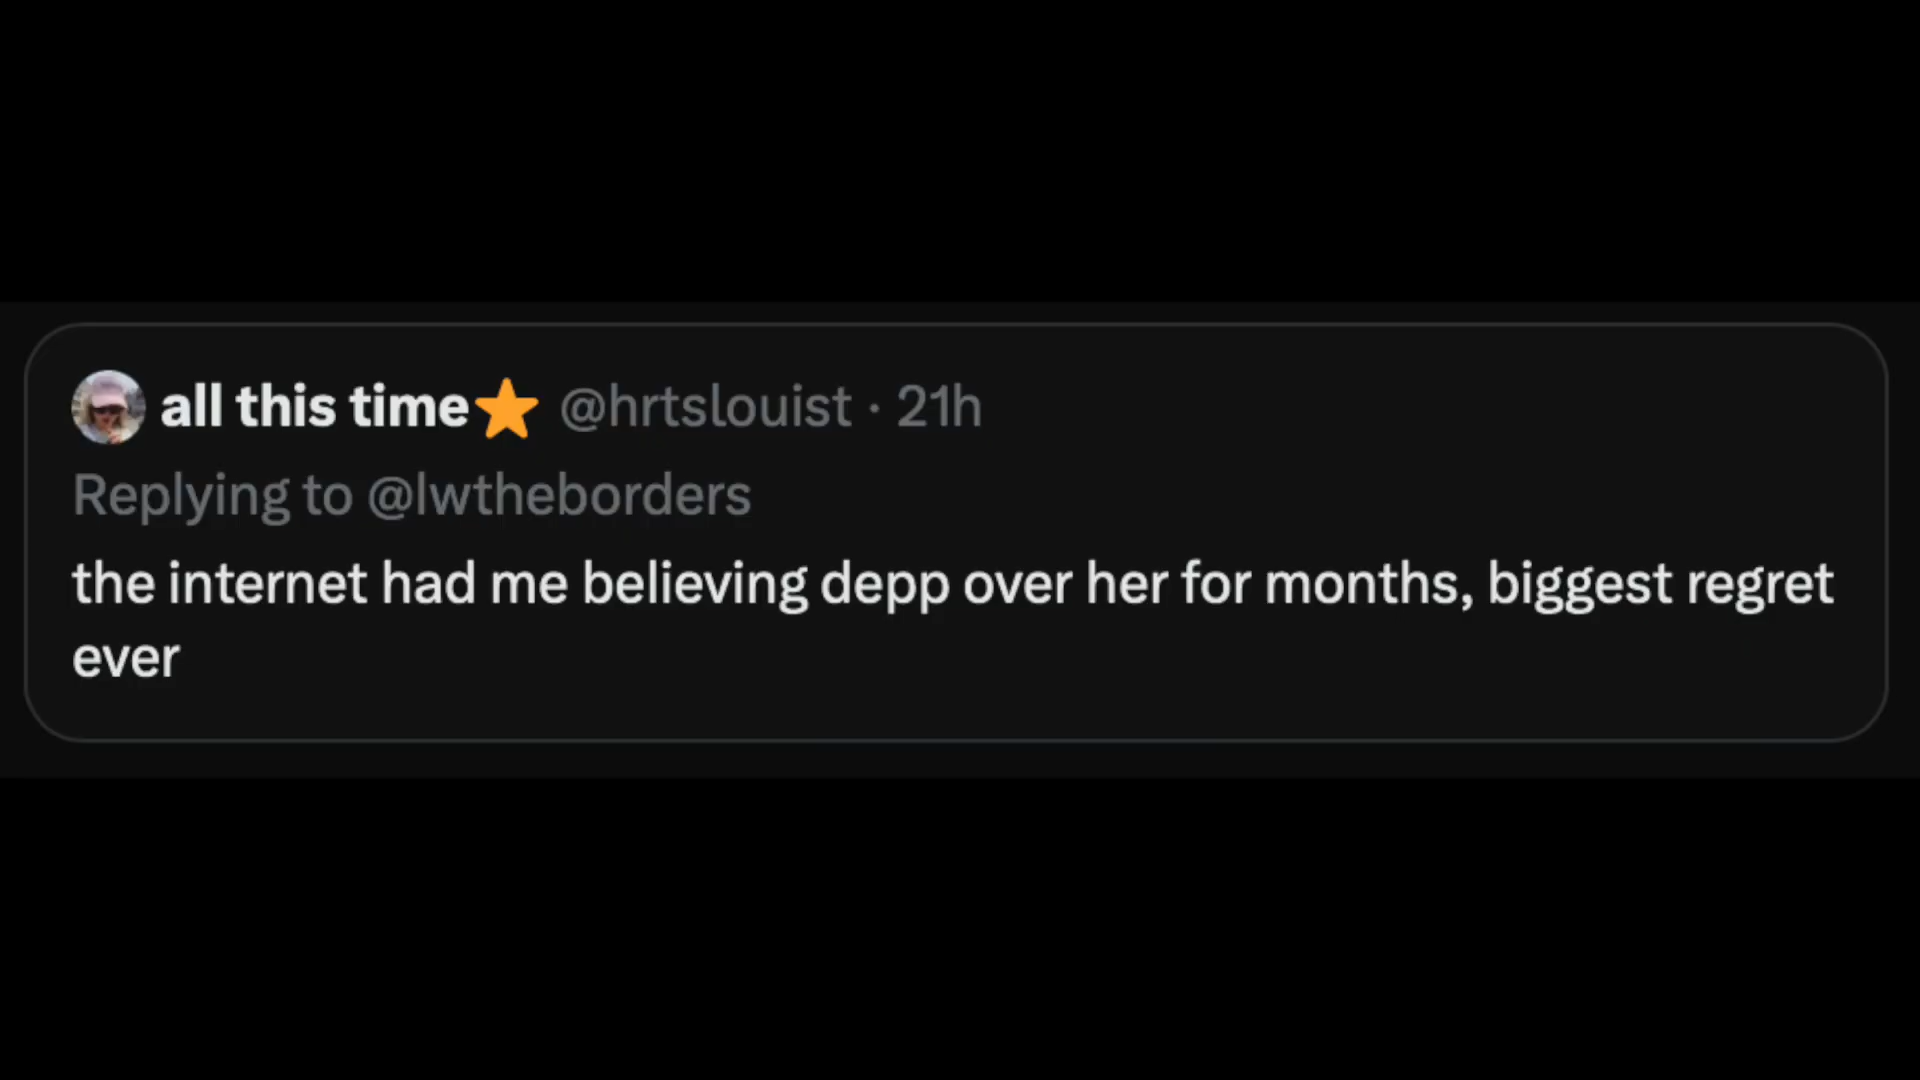 all this time⭐ @hrtslouist · 21h
Replying to @lwtheborders
the internet had me believing depp over her for months, biggest regret
ever